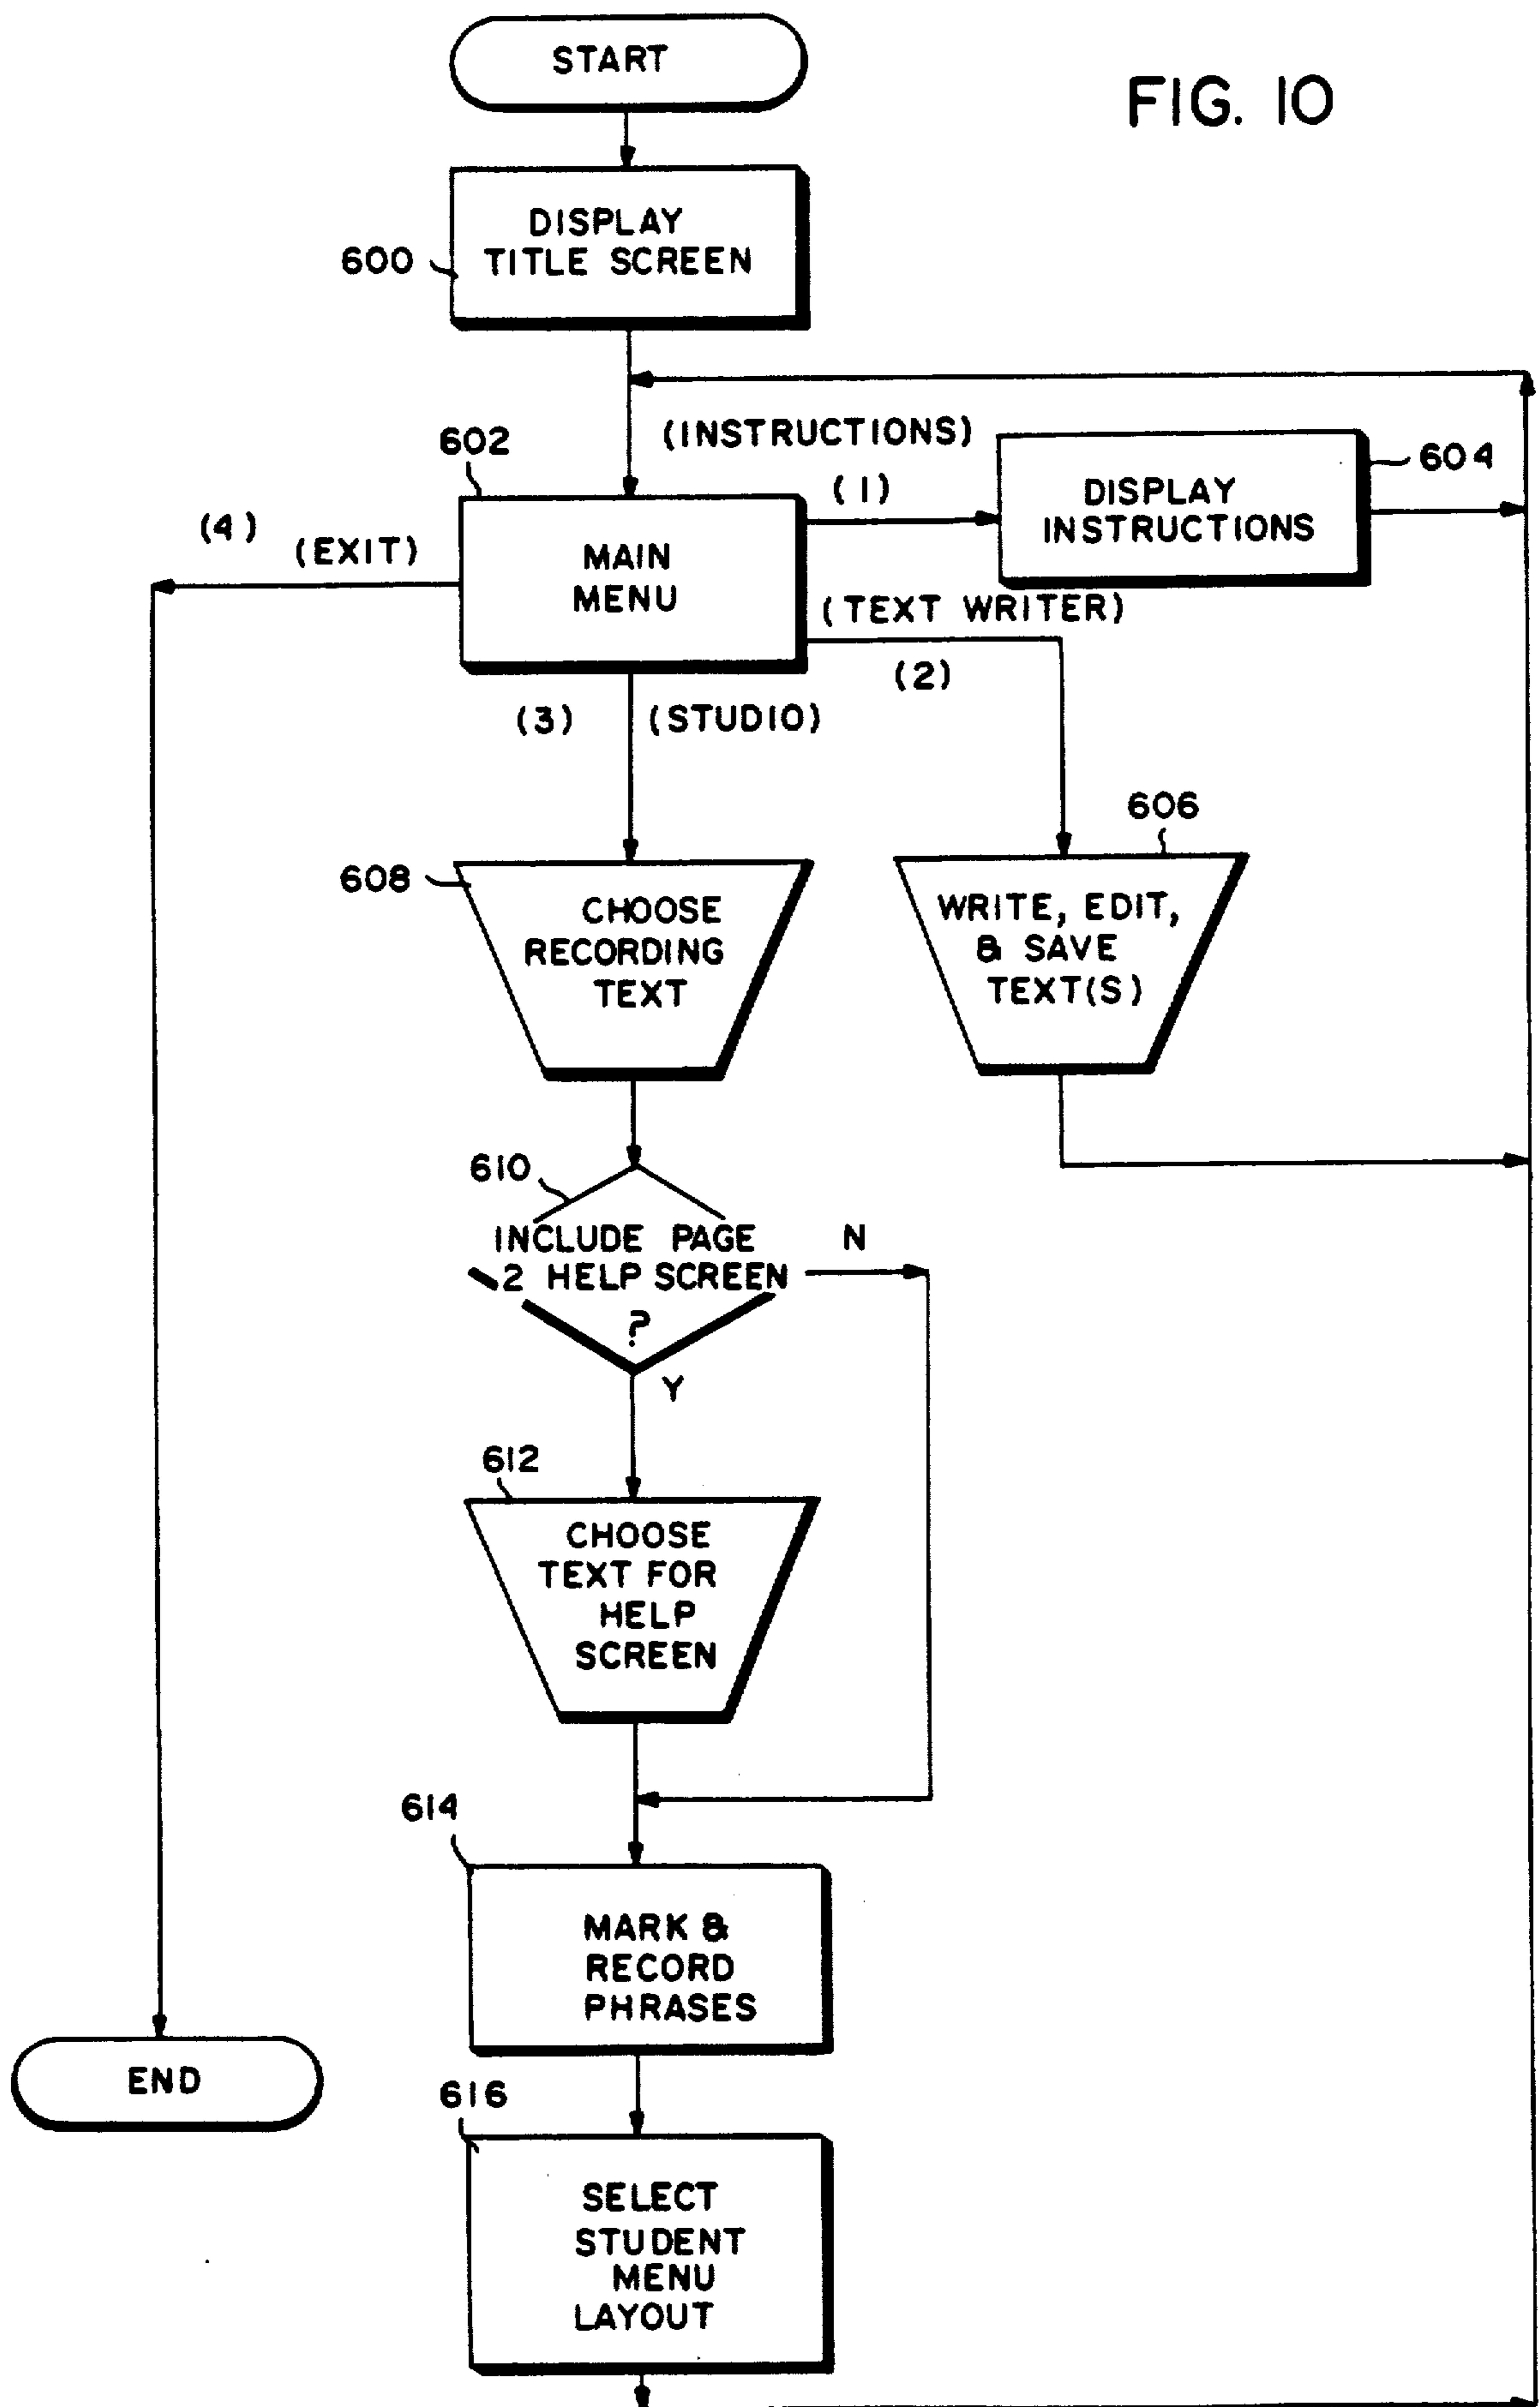 START
FIG. 10
DISPLAY
TITLE SCREEN
600
602
(INSTRUCTIONS)
(1)
DISPLAY
INSTRUCTIONS
604
(4)
(EXIT)
MAIN
MENU
(TEXT WRITER)
(2)
(3)
(STUDIO)
606
608
CHOOSE
RECORDING
TEXT
WRITE, EDIT,
& SAVE
TEXT(S)
610
INCLUDE PAGE
2 HELP SCREEN
?
N
Y
612
CHOOSE
TEXT FOR
HELP
SCREEN
614
MARK &
RECORD
PHRASES
END
616
SELECT
STUDENT
MENU
LAYOUT